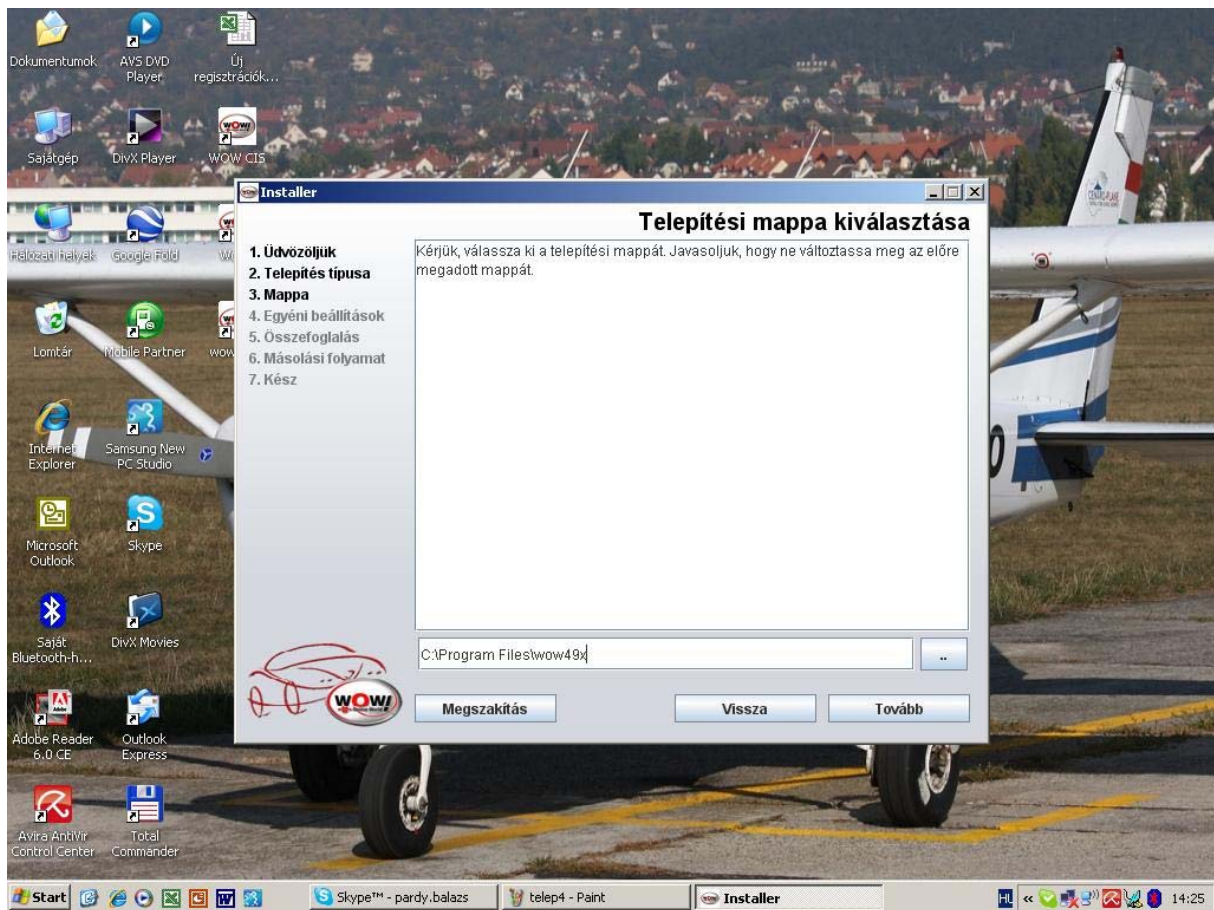 Dokumentumok
AVS DVD
Player
Új
regisztrációk...
Sajátgép
DivX Player
WOW CIS
Hálózati helyek
Google Föld
Lomtár
Mobile Partner
wow
Internet
Explorer
Samsung New
PC Studio
Microsoft
Outlook
Skype
Saját
Bluetooth-h...
DivX Movies
Adobe Reader
6.0 CE
Outlook
Express
Avira AntiVir
Control Center
Total
Commander
Installer
Telepítési mappa kiválasztása
1. Üdvözöljük
2. Telepítés típusa
3. Mappa
4. Egyéni beállítások
5. Összefoglalás
6. Másolási folyamat
7. Kész
Kérjük, válassza ki a telepítési mappát. Javasoljuk, hogy ne változtassa meg az előre
megadott mappát.
C:\Program Files\wow49x
..
WOW!
Megszakítás
Vissza
Tovább
Start
Skype™ - pardy.balazs
telep4 - Paint
Installer
HU
«
14:25